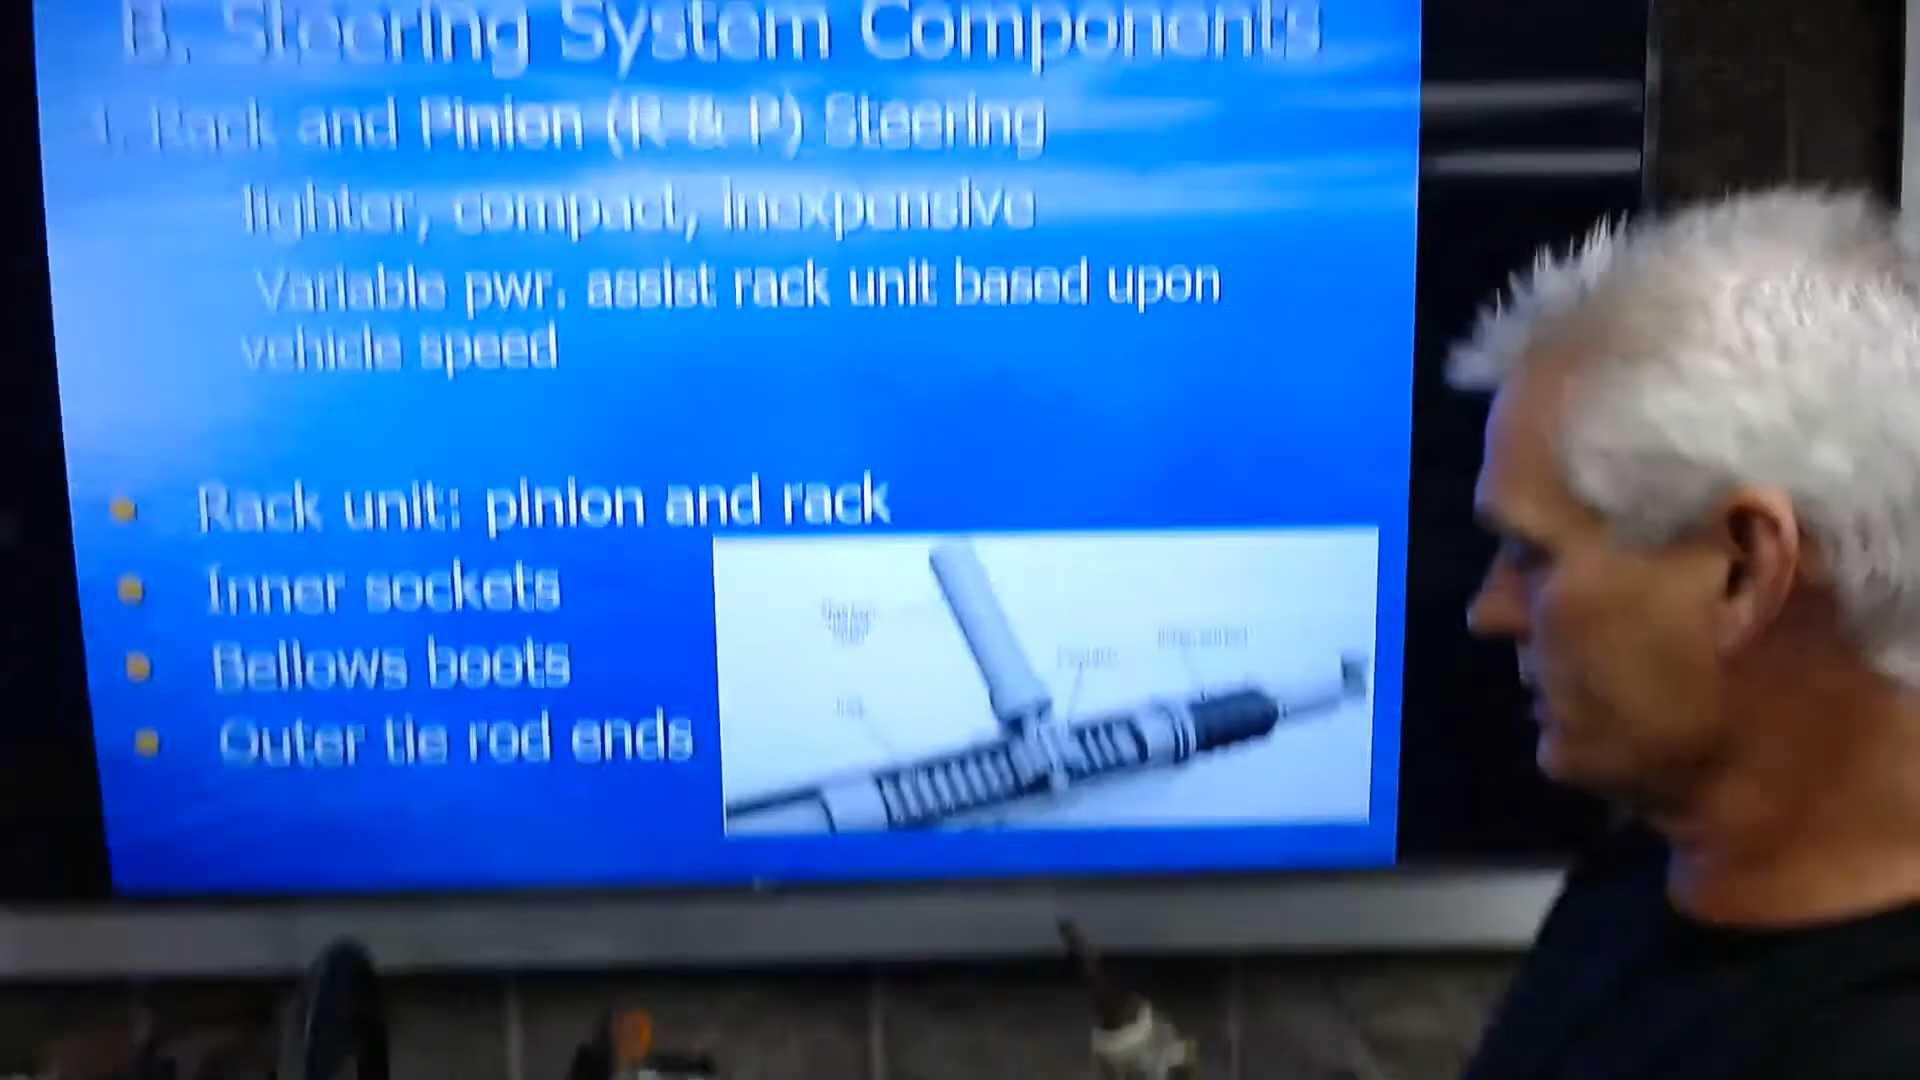 B. Steering System Components
1. Rack and Pinion (R & P) Steering
lighter, compact, inexpensive
Variable pwr. assist rack unit based upon
vehicle speed
Rack unit: pinion and rack
Inner sockets
Bellows boots
Outer tie rod ends